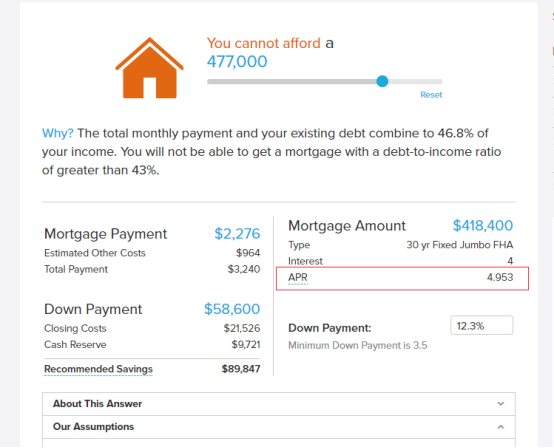 You cannot afford a
477,000
Reset
Why? The total monthly payment and your existing debt combine to 46.8% of
your income. You will not be able to get a mortgage with a debt-to-income ratio
of greater than 43%.
Mortgage Payment $2,276
Estimated Other Costs $964
Total Payment $3,240
Down Payment $58,600
Closing Costs $21,526
Cash Reserve $9,721
Recommended Savings $89,847
Mortgage Amount $418,400
Type 30 yr Fixed Jumbo FHA
Interest 4
APR 4.953
Down Payment: 12.3%
Minimum Down Payment is 3.5
About This Answer
Our Assumptions